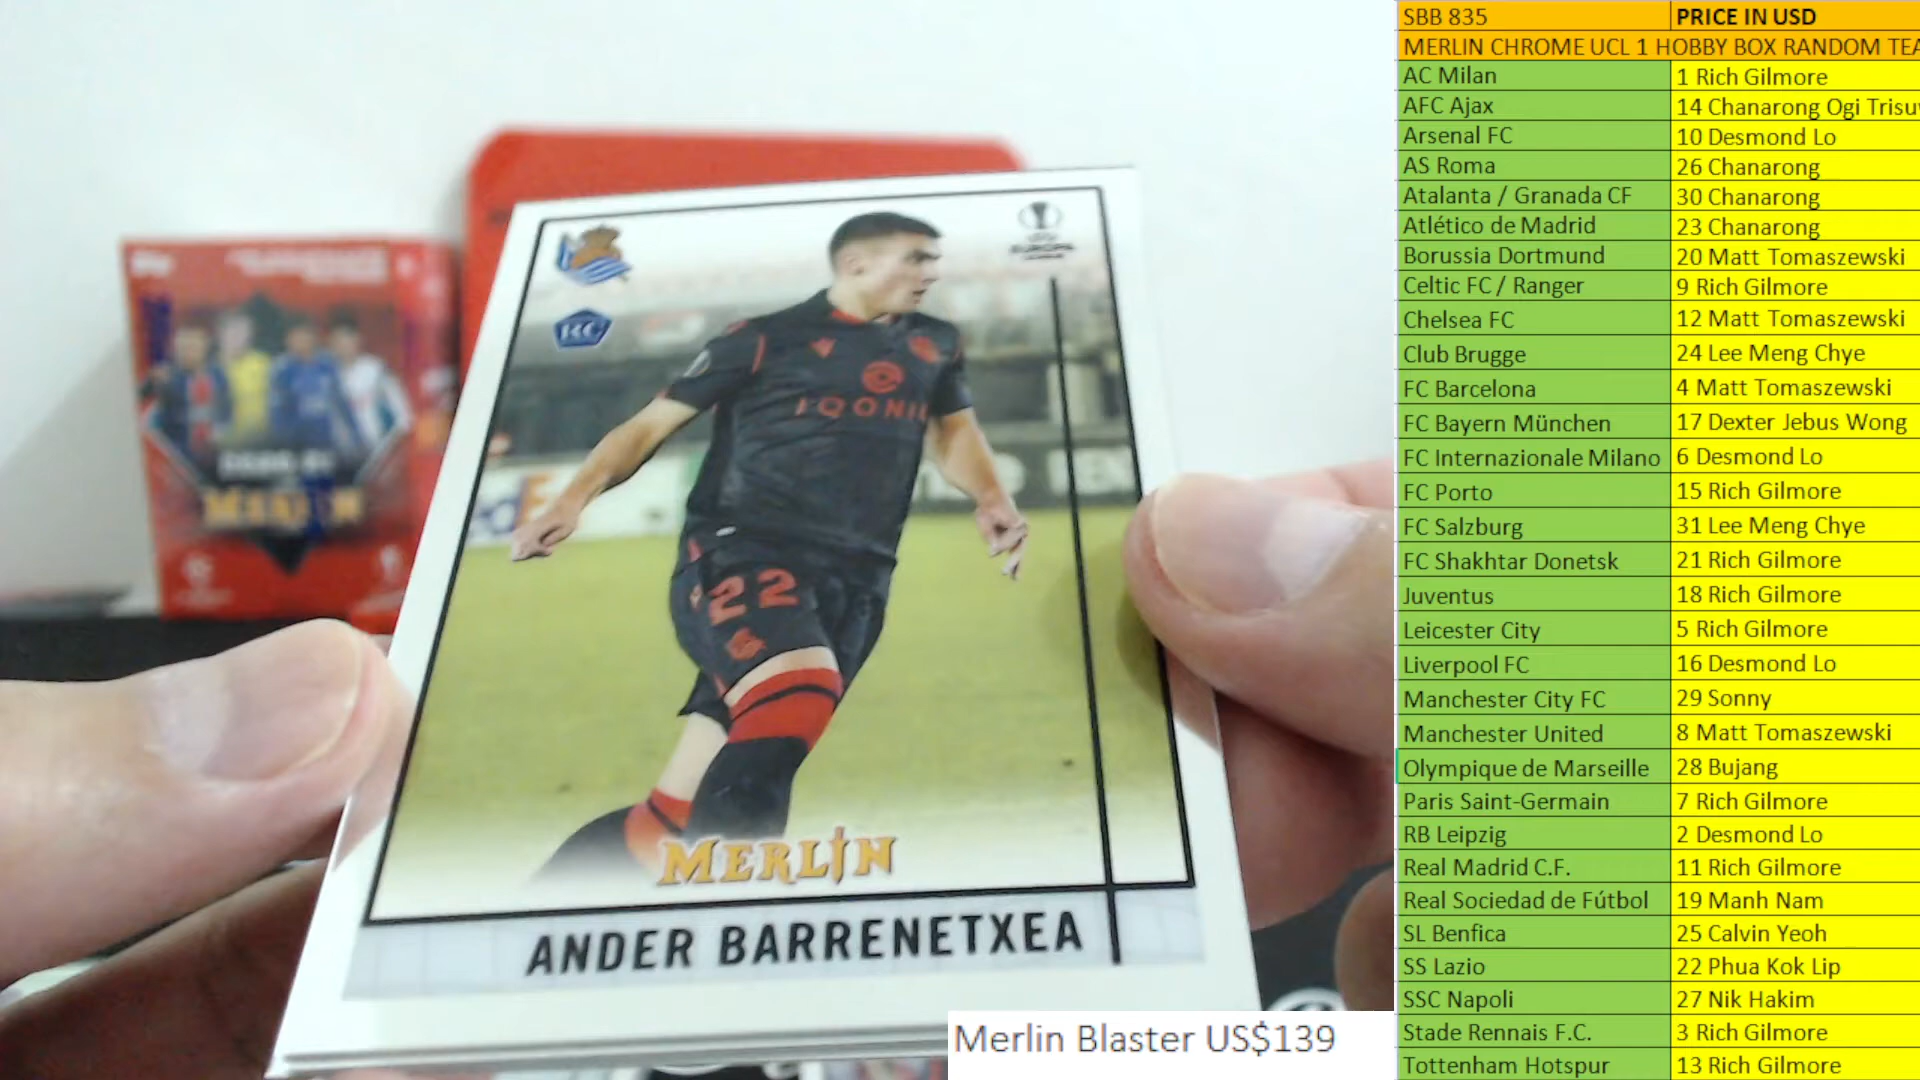 RC
IQONIQ
22
FedEx
MERLIN
MERLIN
ANDER BARRENETXEA
Merlin Blaster US$139
SBB 835 PRICE IN USD
MERLIN CHROME UCL 1 HOBBY BOX RANDOM TEA
AC Milan 1 Rich Gilmore
AFC Ajax 14 Chanarong Ogi Trisuw
Arsenal FC 10 Desmond Lo
AS Roma 26 Chanarong
Atalanta / Granada CF 30 Chanarong
Atlético de Madrid 23 Chanarong
Borussia Dortmund 20 Matt Tomaszewski
Celtic FC / Ranger 9 Rich Gilmore
Chelsea FC 12 Matt Tomaszewski
Club Brugge 24 Lee Meng Chye
FC Barcelona 4 Matt Tomaszewski
FC Bayern München 17 Dexter Jebus Wong
FC Internazionale Milano 6 Desmond Lo
FC Porto 15 Rich Gilmore
FC Salzburg 31 Lee Meng Chye
FC Shakhtar Donetsk 21 Rich Gilmore
Juventus 18 Rich Gilmore
Leicester City 5 Rich Gilmore
Liverpool FC 16 Desmond Lo
Manchester City FC 29 Sonny
Manchester United 8 Matt Tomaszewski
Olympique de Marseille 28 Bujang
Paris Saint-Germain 7 Rich Gilmore
RB Leipzig 2 Desmond Lo
Real Madrid C.F. 11 Rich Gilmore
Real Sociedad de Fútbol 19 Manh Nam
SL Benfica 25 Calvin Yeoh
SS Lazio 22 Phua Kok Lip
SSC Napoli 27 Nik Hakim
Stade Rennais F.C. 3 Rich Gilmore
Tottenham Hotspur 13 Rich Gilmore